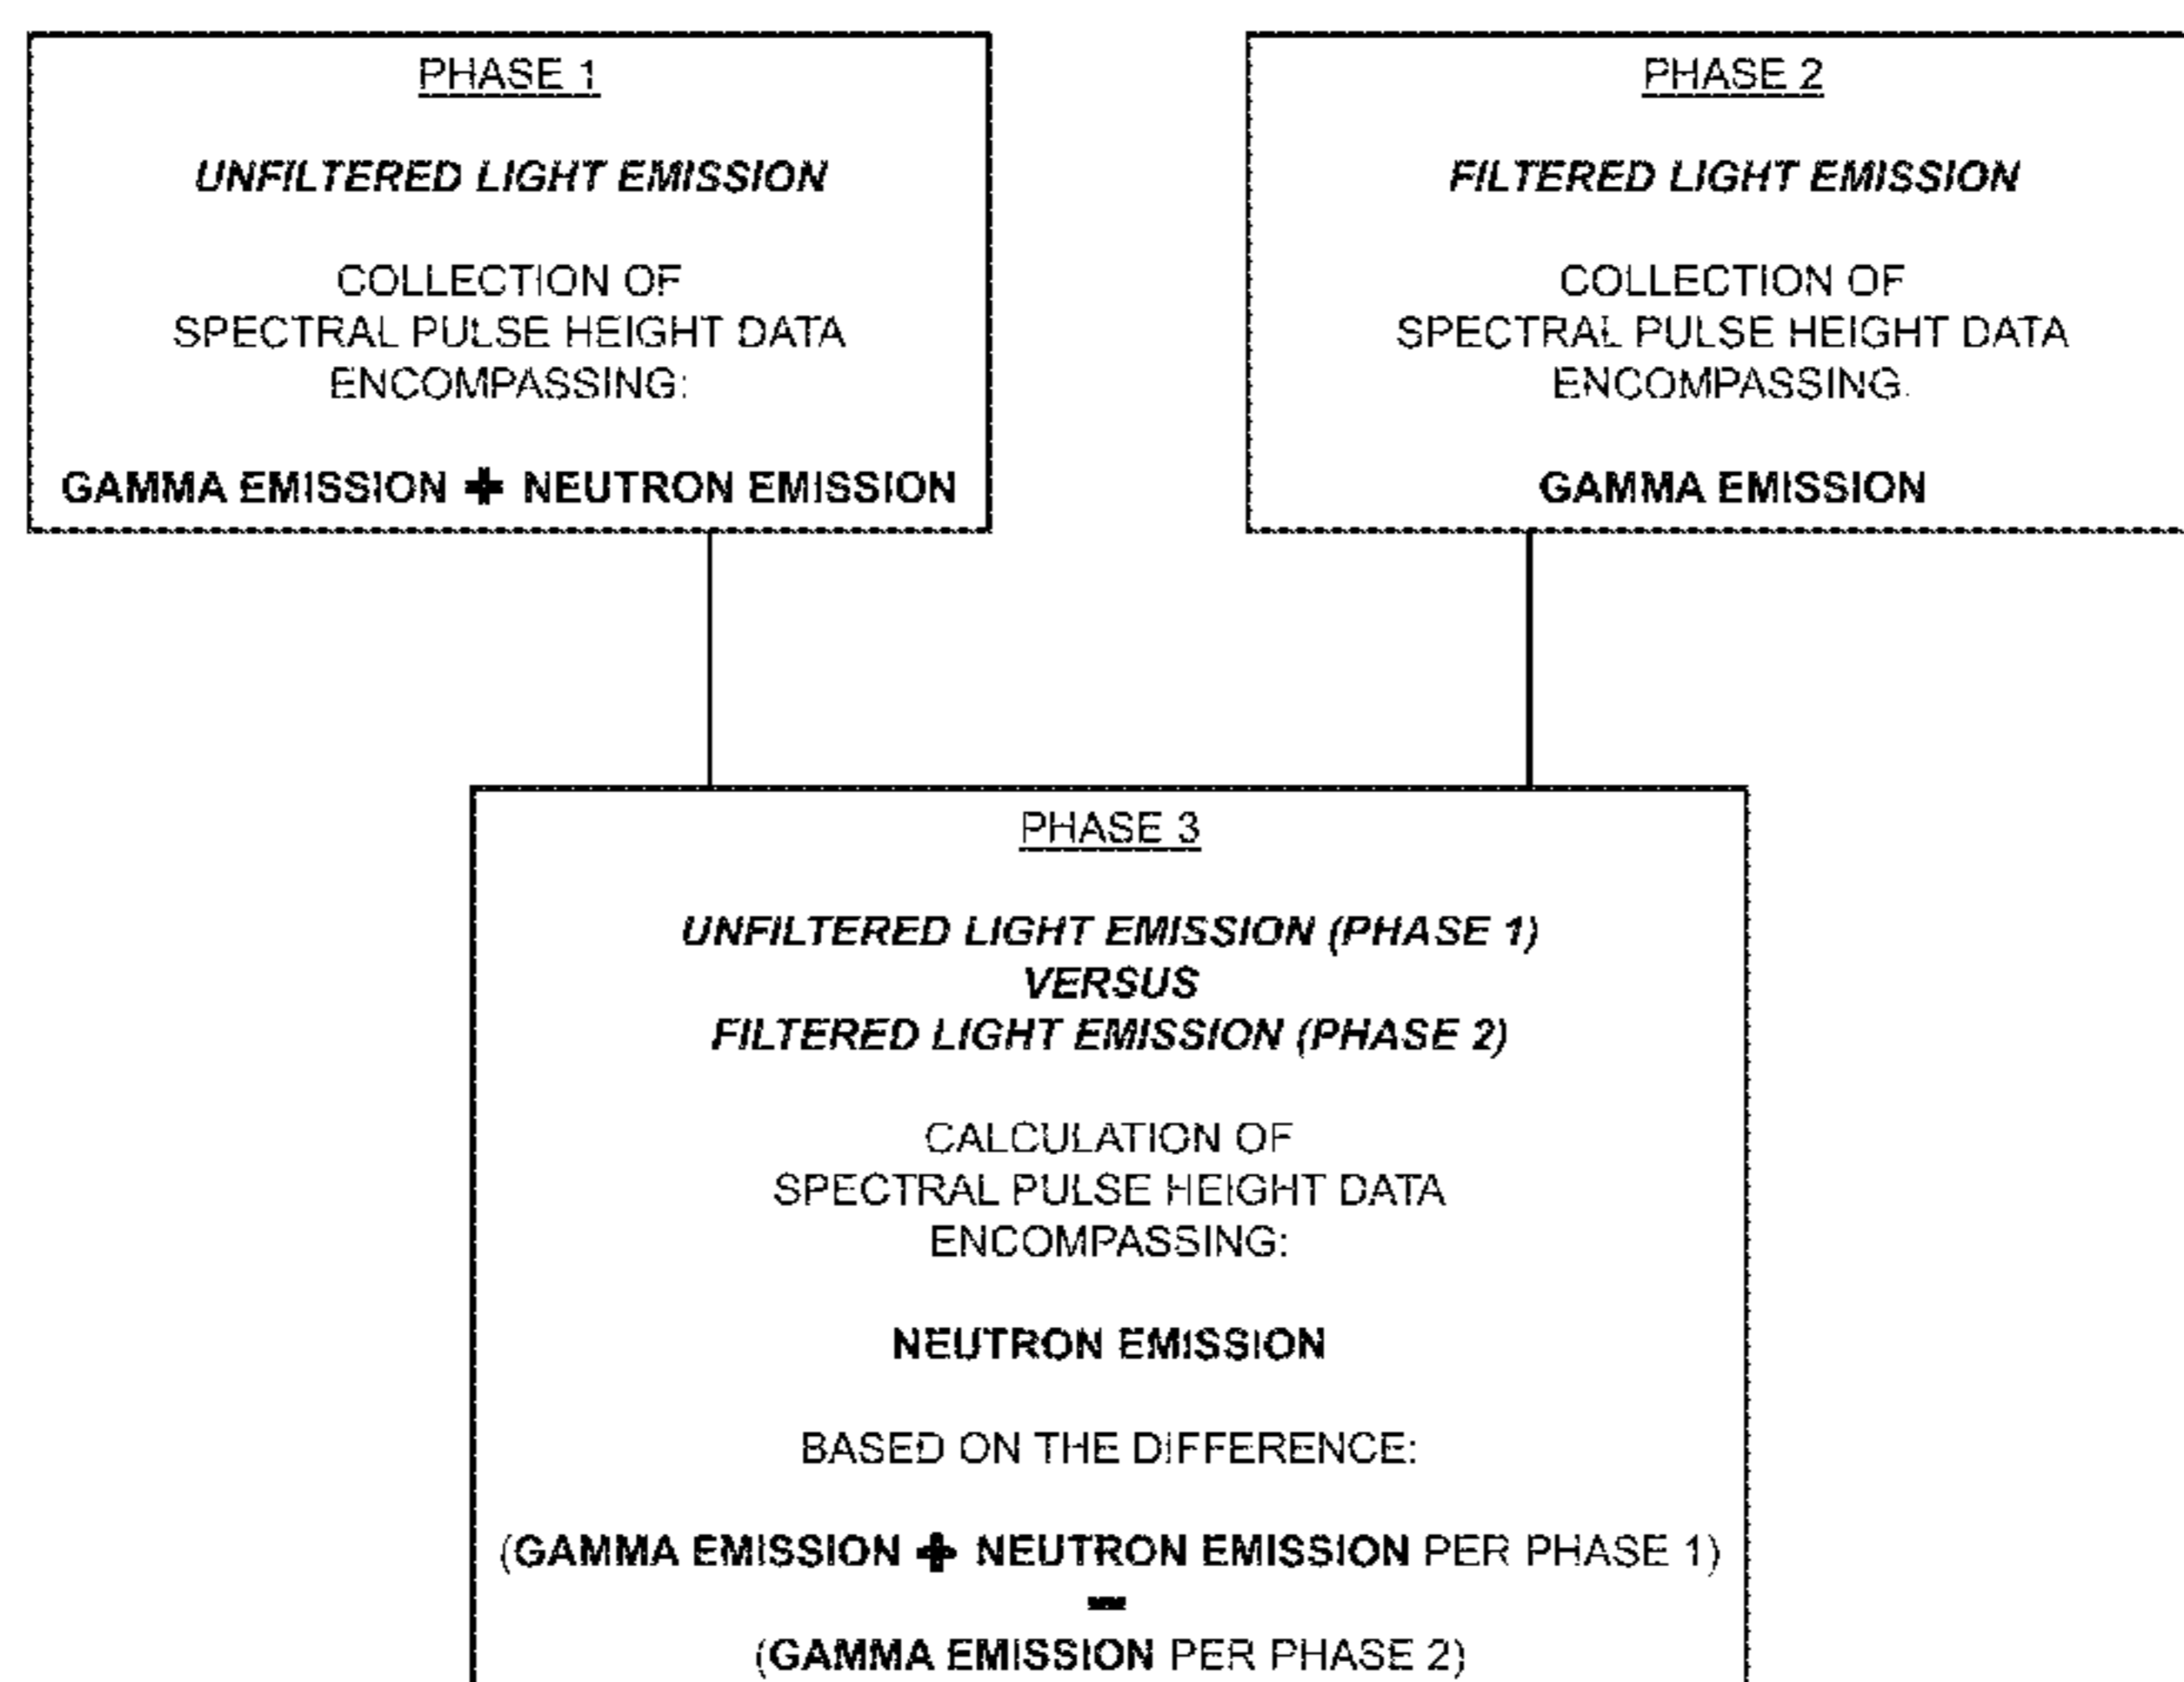 PHASE 1
UNFILTERED LIGHT EMISSION
COLLECTION OF
SPECTRAL PULSE HEIGHT DATA
ENCOMPASSING:
GAMMA EMISSION + NEUTRON EMISSION
PHASE 2
FILTERED LIGHT EMISSION
COLLECTION OF
SPECTRAL PULSE HEIGHT DATA
ENCOMPASSING.
GAMMA EMISSION
PHASE 3
UNFILTERED LIGHT EMISSION (PHASE 1)
VERSUS
FILTERED LIGHT EMISSION (PHASE 2)
CALCULATION OF
SPECTRAL PULSE HEIGHT DATA
ENCOMPASSING:
NEUTRON EMISSION
BASED ON THE DIFFERENCE:
(GAMMA EMISSION + NEUTRON EMISSION PER PHASE 1)
–
(GAMMA EMISSION PER PHASE 2)